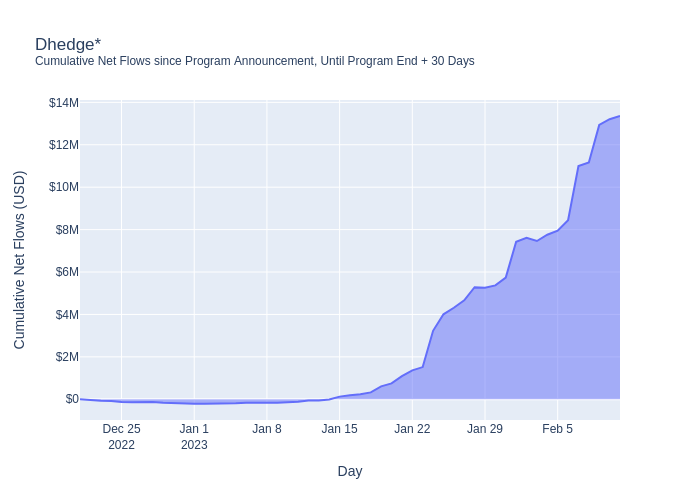 Dhedge*
Cumulative Net Flows since Program Announcement, Until Program End + 30 Days
Cumulative Net Flows (USD)
$14M
$12M
$10M
$8M
$6M
$4M
$2M
$0
Dec 25 Jan 1 Jan 8 Jan 15 Jan 22 Jan 29 Feb 5
2022 2023
Day